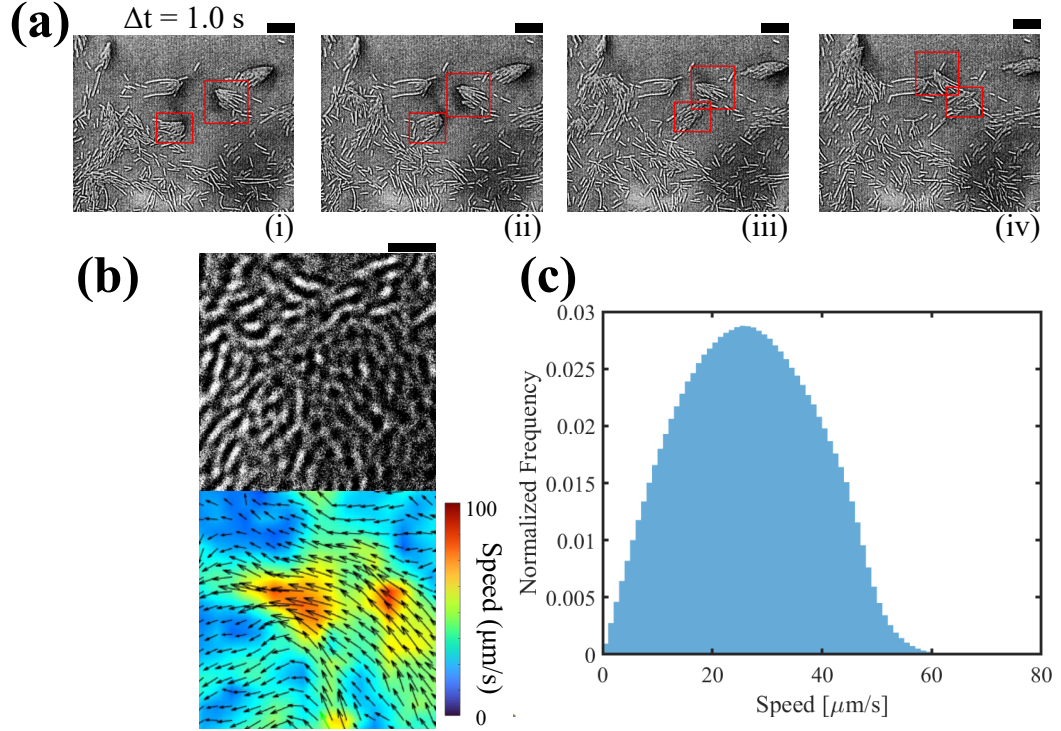 (a)
Δt = 1.0 s
(i)
(ii)
(iii)
(iv)
(b)
100
Speed (μm/s)
0
(c)
Normalized Frequency
0.03
0.025
0.02
0.015
0.01
0.005
0
0
20
40
60
80
Speed [μm/s]